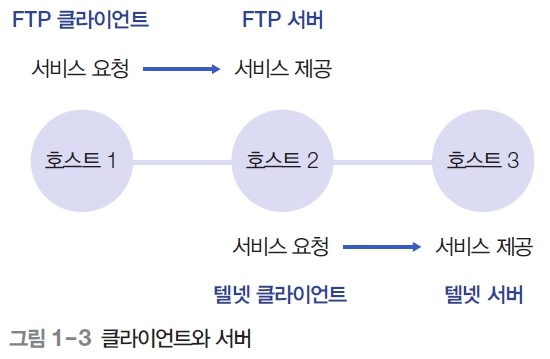 FTP 클라이언트 FTP 서버
서비스 요청 서비스 제공
호스트 1 호스트 2 호스트 3
서비스 요청 서비스 제공
텔넷 클라이언트 텔넷 서버
그림 1-3 클라이언트와 서버